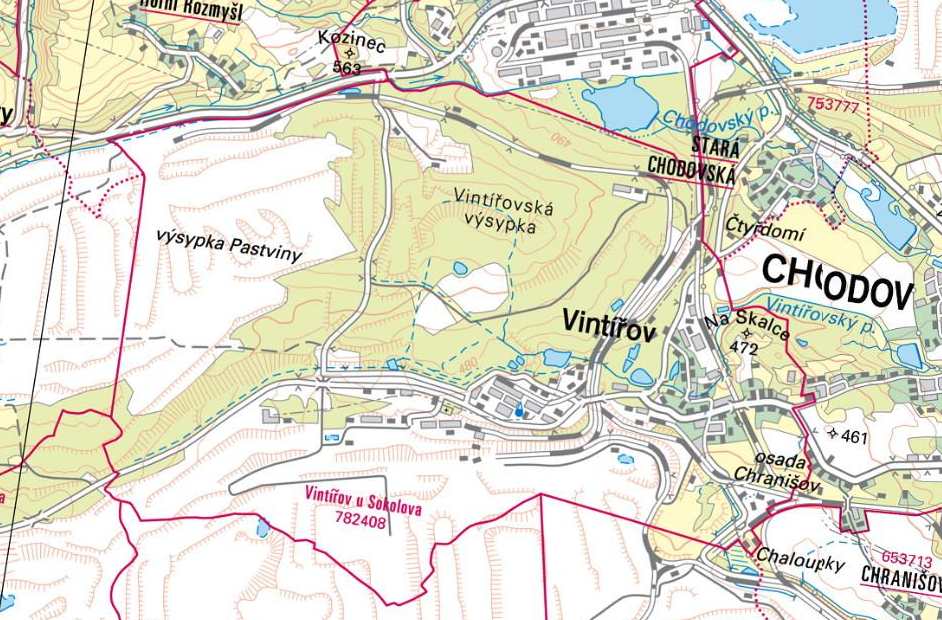 Horní Rozmyšl
Kozinec
563
753777
Chodovský p.
STARÁ
CHODOVSKÁ
490
Vintířovská
výsypka
výsypka Pastviny
Čtyřdomí
CHODOV
Vintířovský p.
Vintířov
Na Skalce
472
480
461
osada
Chranišov
Vintířov u Sokolova
782408
Chaloupky
653713
CHRANIŠOV